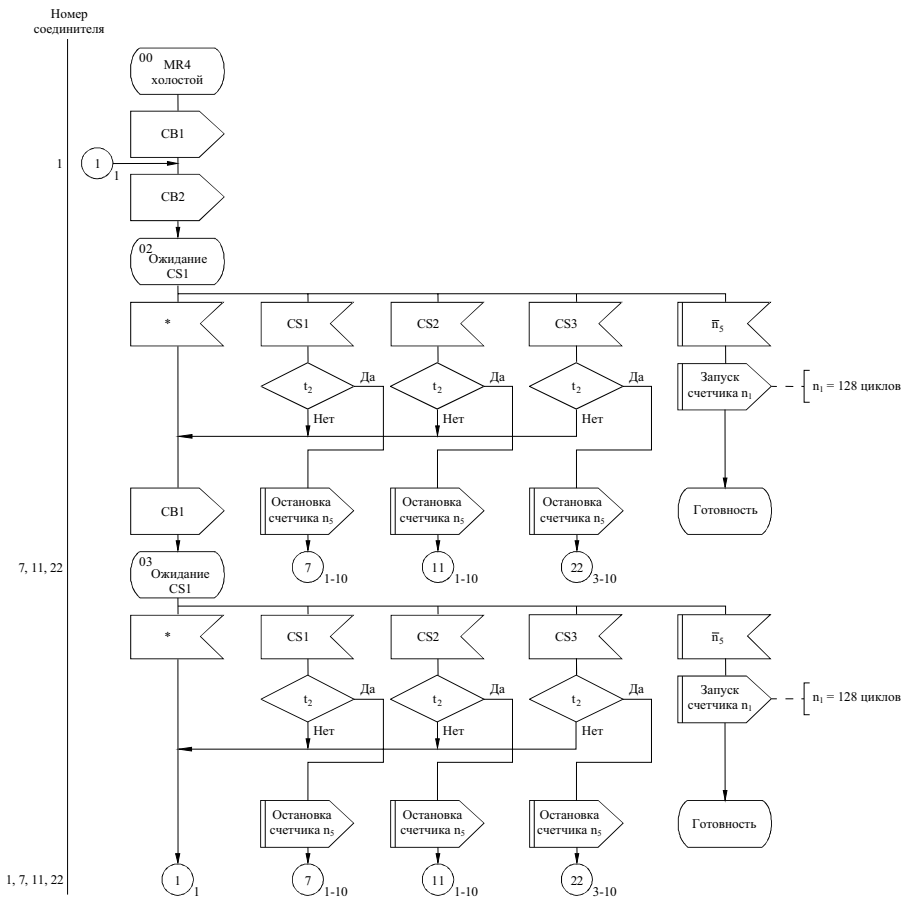 Номер
соединителя
00
MR4
холостой
CB1
1
1
1
CB2
02
Ожидание
CS1
*
CS1
CS2
CS3
n̅₅
t₂
Да
t₂
Да
t₂
Да
Запуск
счетчика n₁
n₁ = 128 циклов
Нет
Нет
Нет
CB1
Остановка
счетчика n₅
Остановка
счетчика n₅
Остановка
счетчика n₅
Готовность
7, 11, 22
03
Ожидание
CS1
7
1-10
11
1-10
22
3-10
*
CS1
CS2
CS3
n̅₅
t₂
Да
t₂
Да
t₂
Да
Запуск
счетчика n₁
n₁ = 128 циклов
Нет
Нет
Нет
Остановка
счетчика n₅
Остановка
счетчика n₅
Остановка
счетчика n₅
Готовность
1, 7, 11, 22
1
1
7
1-10
11
1-10
22
3-10